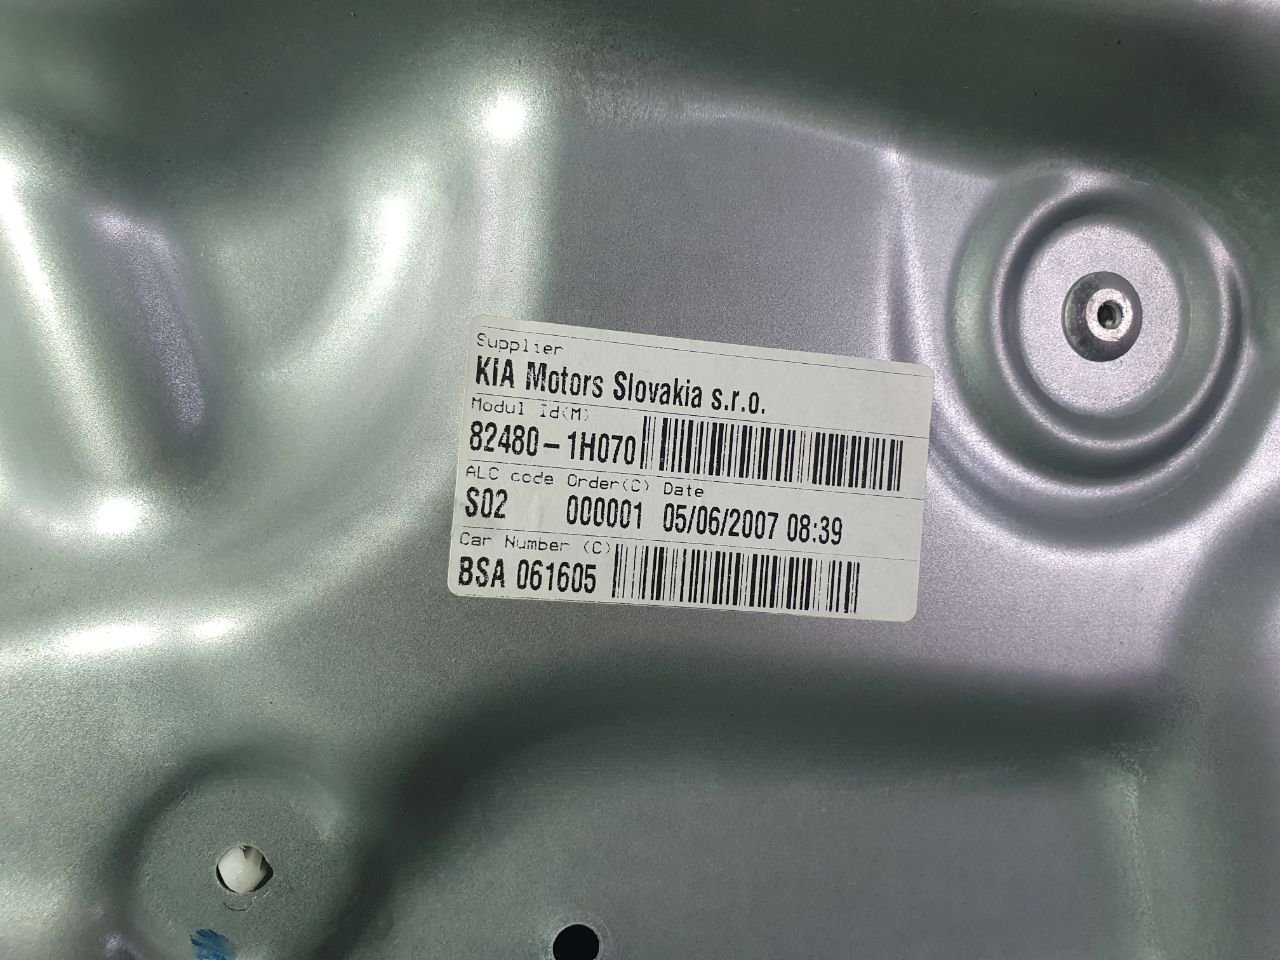 Supplier
KIA Motors Slovakia s.r.o.
Modul Id(M)
82480-1H070
ALC code Order(C) Date
S02 000001 05/06/2007 08:39
Car Number (C)
BSA 061605